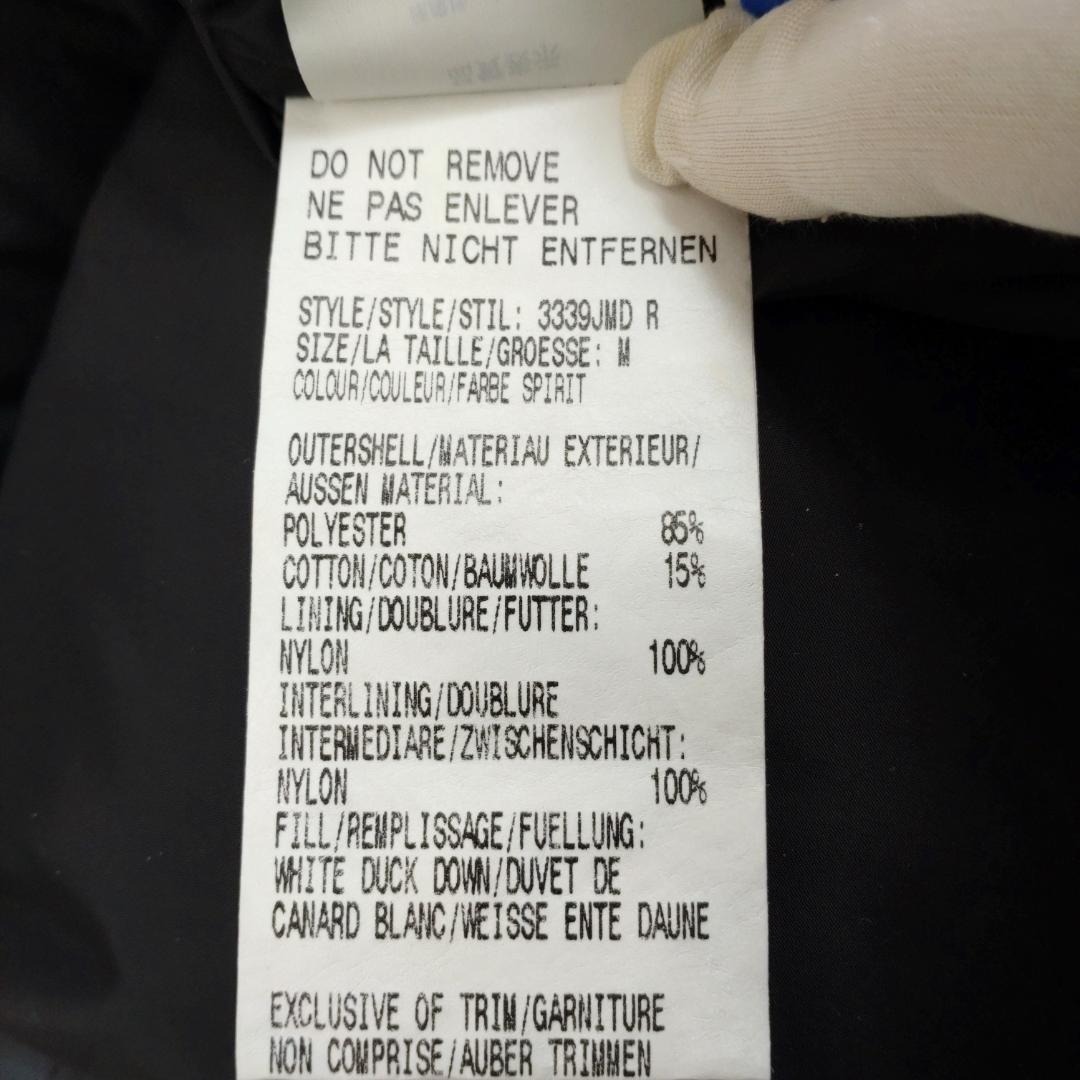 DO NOT REMOVE
NE PAS ENLEVER
BITTE NICHT ENTFERNEN
STYLE/STYLE/STIL: 3339JMD R
SIZE/LA TAILLE/GROESSE: M
COLOUR/COULEUR/FARBE SPIRIT
OUTERSHELL/MATERIAU EXTERIEUR/
AUSSEN MATERIAL:
POLYESTER 85%
COTTON/COTON/BAUMWOLLE 15%
LINING/DOUBLURE/FUTTER:
NYLON 100%
INTERLINING/DOUBLURE
INTERMEDIARE/ZWISCHENSCHICHT:
NYLON 100%
FILL/REMPLISSAGE/FUELLUNG:
WHITE DUCK DOWN/DUVET DE
CANARD BLANC/WEISSE ENTE DAUNE
EXCLUSIVE OF TRIM/GARNITURE
NON COMPRISE/AUBER TRIMMEN